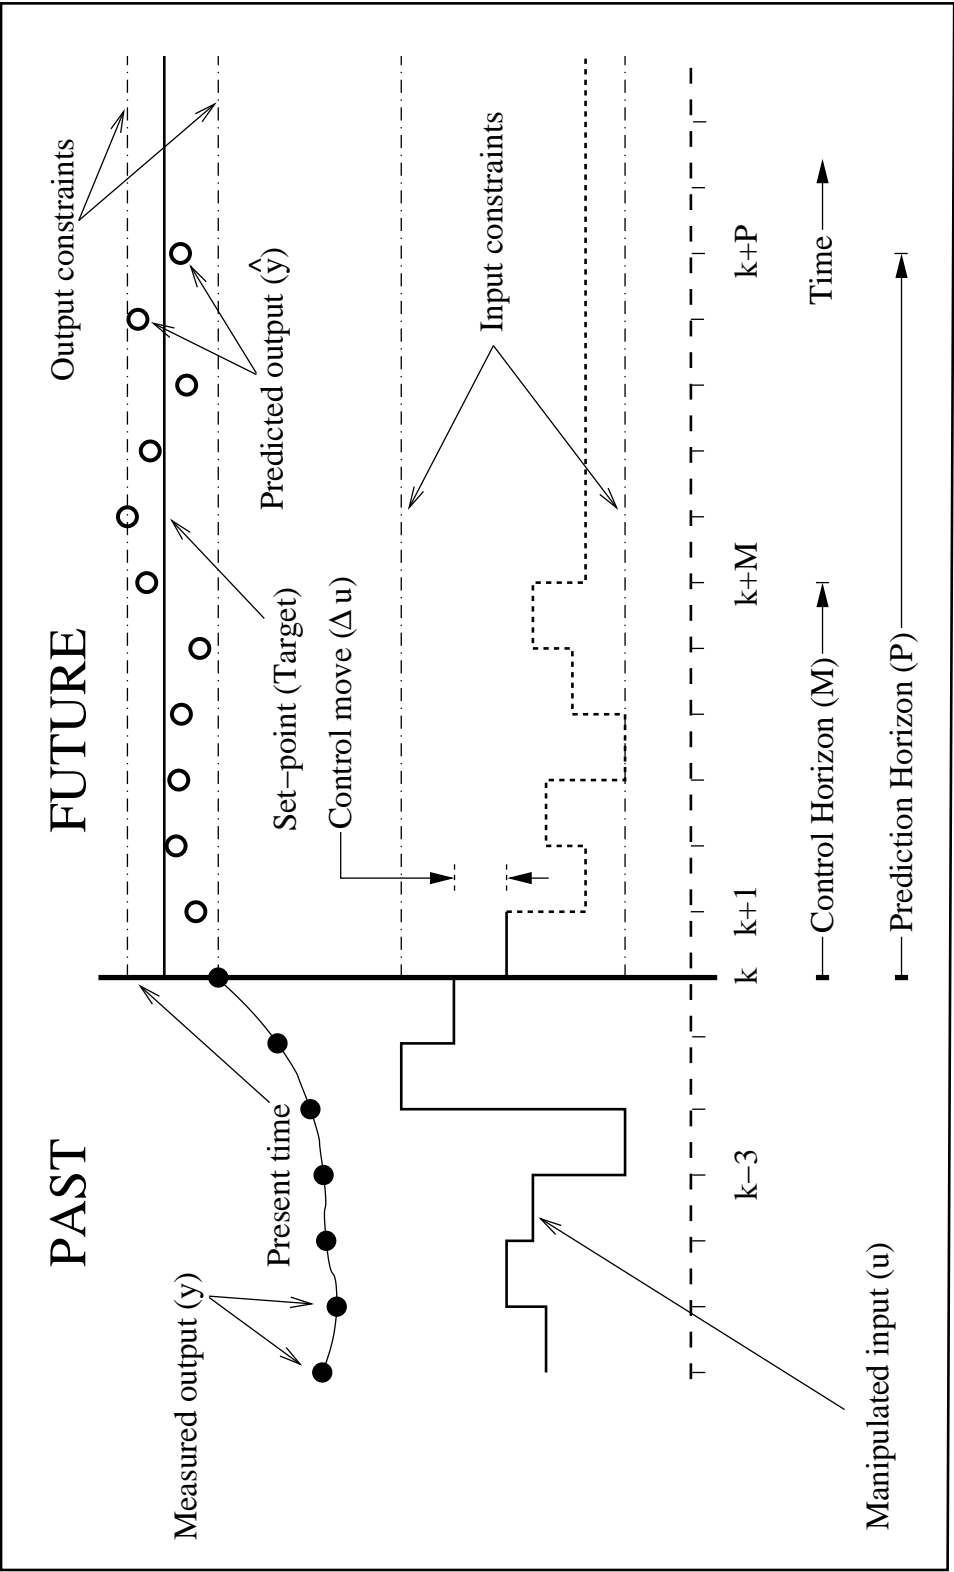 PAST
FUTURE
Output constraints
Measured output (y)
Present time
Predicted output (ŷ)
Set−point (Target)
Control move (Δ u)
Input constraints
k−3
k
k+1
k+M
k+P
Time
Control Horizon (M)
Manipulated input (u)
Prediction Horizon (P)